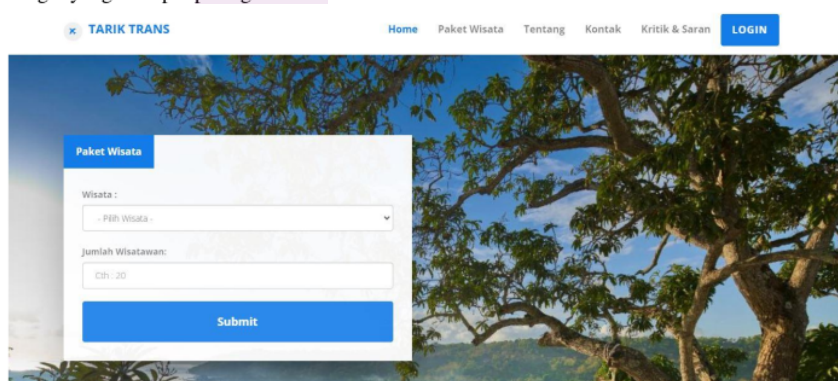 TARIK TRANS Home Paket Wisata Tentang Kontak Kritik & Saran LOGIN
Paket Wisata
Wisata :
- Pilih Wisata -
Jumlah Wisatawan:
Cth : 20
Submit